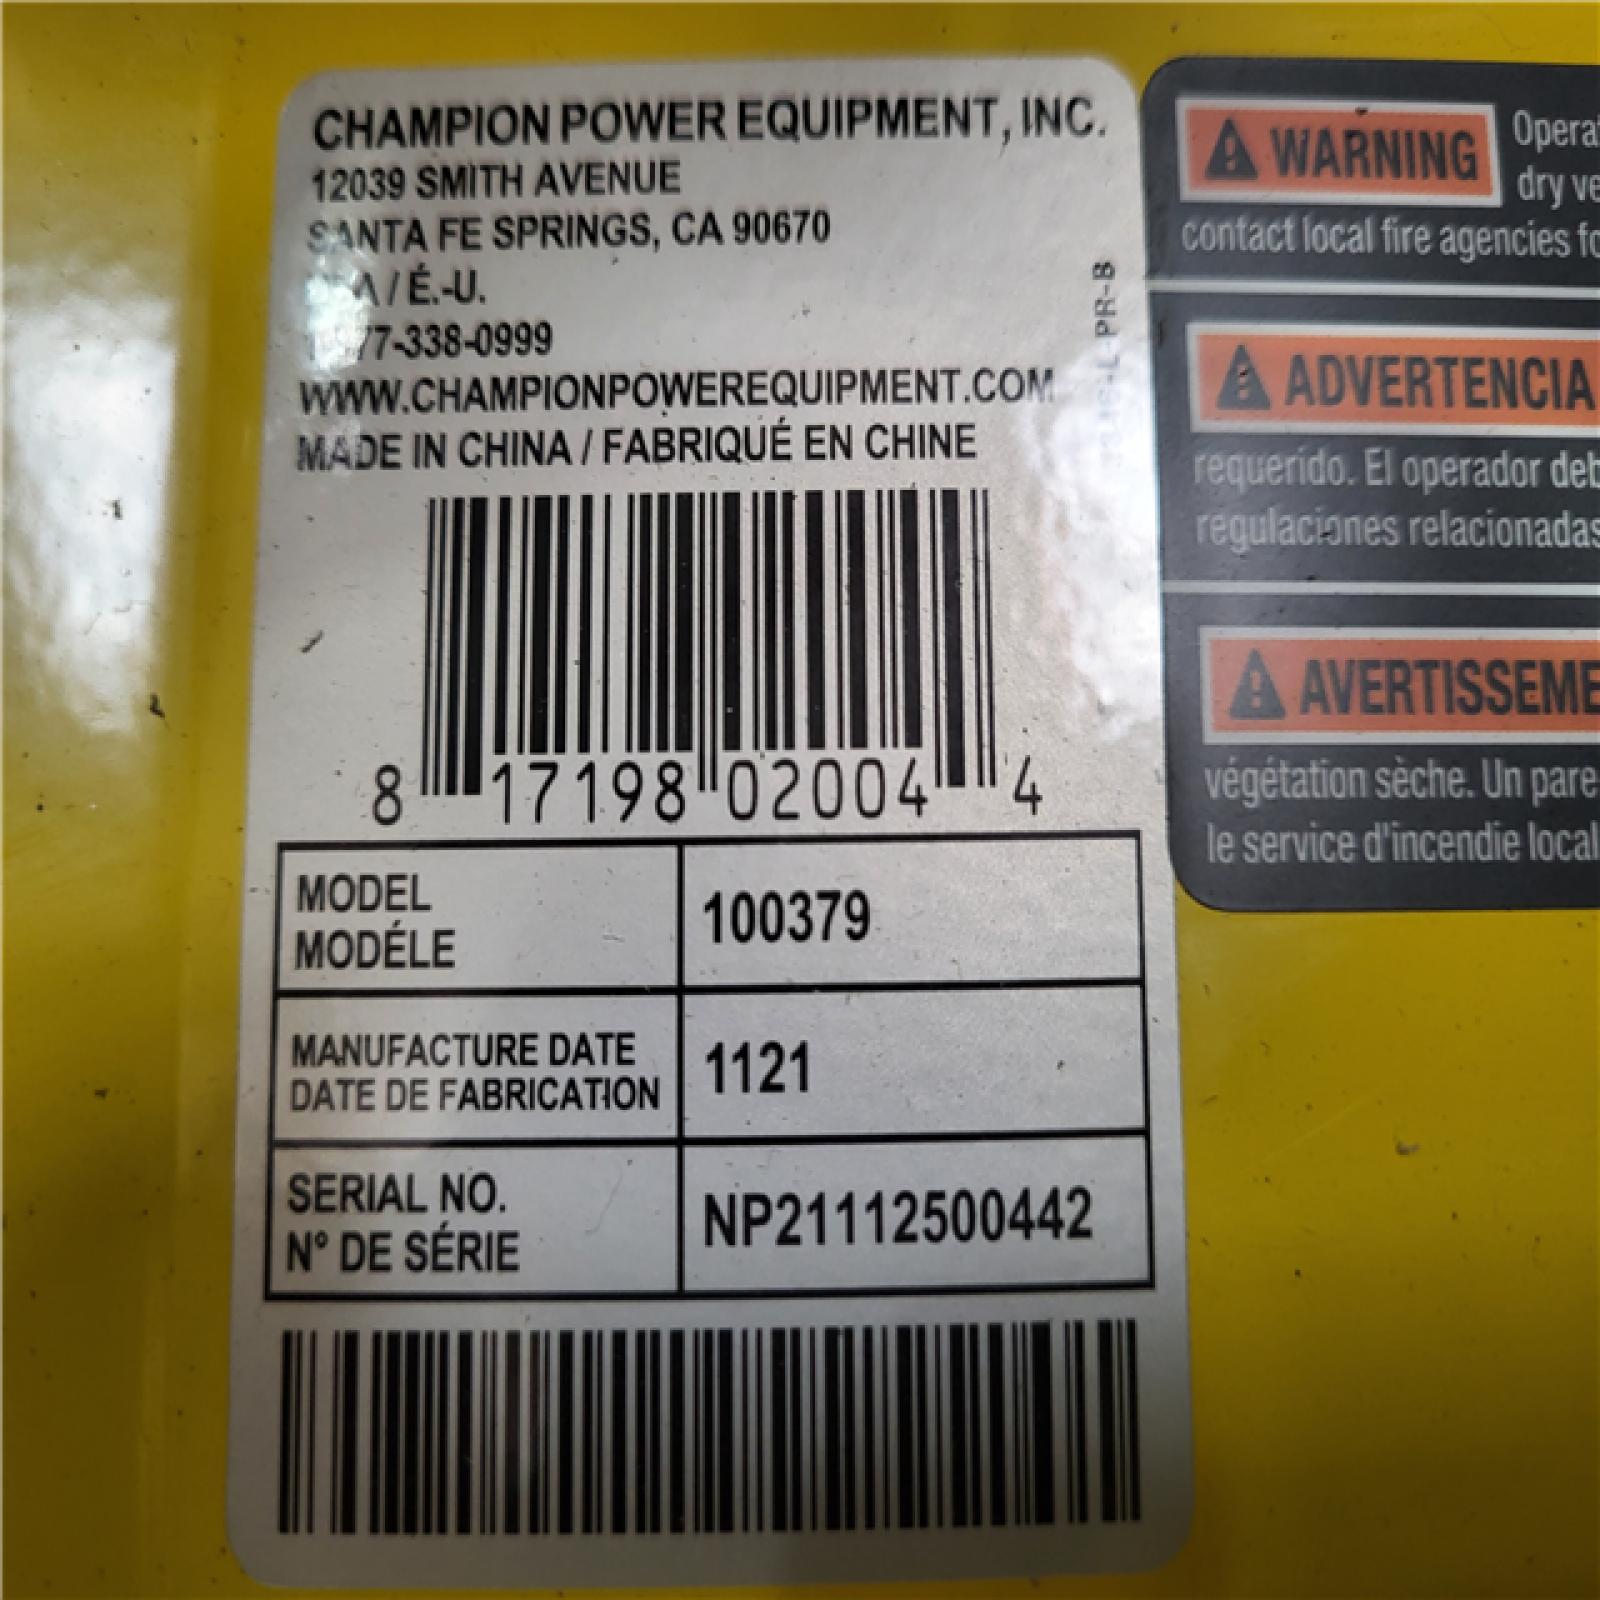 CHAMPION POWER EQUIPMENT, INC.
12039 SMITH AVENUE
SANTA FE SPRINGS, CA 90670
/ É.-U.
77-338-0999
WWW.CHAMPIONPOWEREQUIPMENT.COM
MADE IN CHINA / FABRIQUÉ EN CHINE
L-PR-B
8 17198 02004 4
MODEL
MODÉLE
100379
MANUFACTURE DATE
DATE DE FABRICATION
1121
SERIAL NO.
N° DE SÉRIE
NP21112500442
WARNING
Opera
dry ve
contact local fire agencies fo
ADVERTENCIA
requerido. El operador deb
regulaciones relacionadas
AVERTISSEME
végétation sèche. Un pare
le service d'incendie local